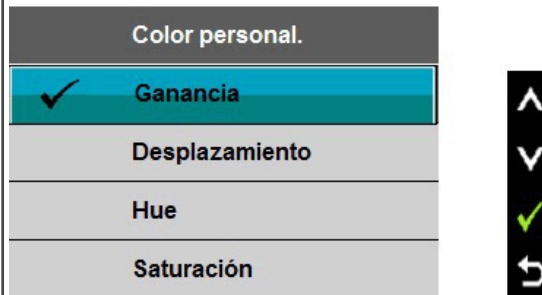 Color personal.
Ganancia
Desplazamiento
Hue
Saturación